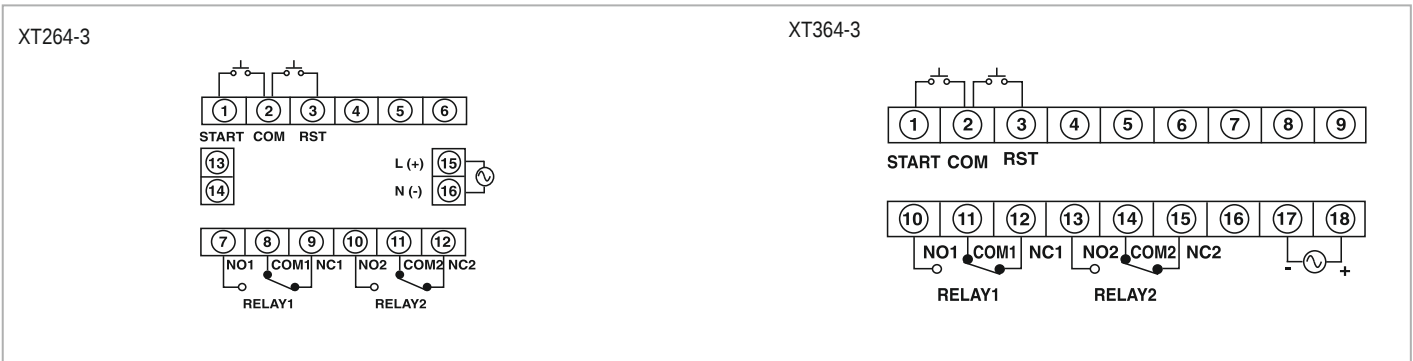 XT264-3
1 2 3 4 5 6
START COM RST
13
14
L (+) 15
N (-) 16
7 8 9 10 11 12
NO1 COM1 NC1 NO2 COM2 NC2
RELAY1 RELAY2
XT364-3
1 2 3 4 5 6 7 8 9
START COM RST
10 11 12 13 14 15 16 17 18
NO1 COM1 NC1 NO2 COM2 NC2
- +
RELAY1 RELAY2